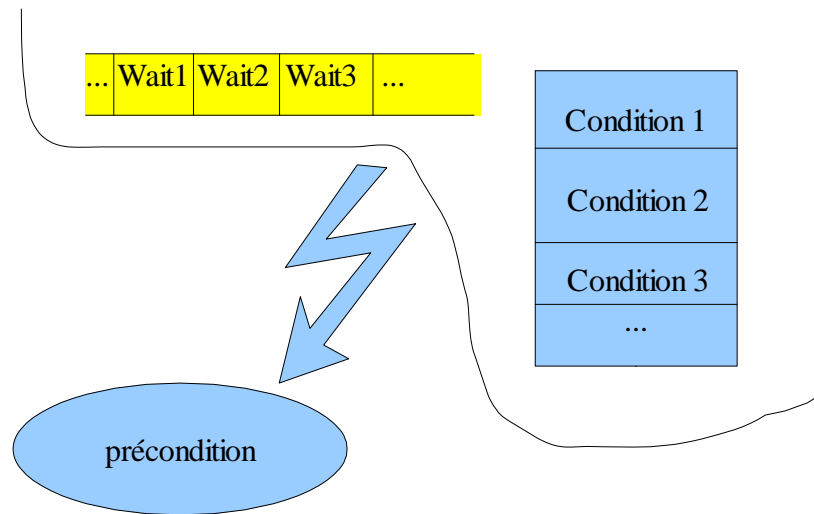 ... Wait1 Wait2 Wait3 ...
Condition 1
Condition 2
Condition 3
...
précondition